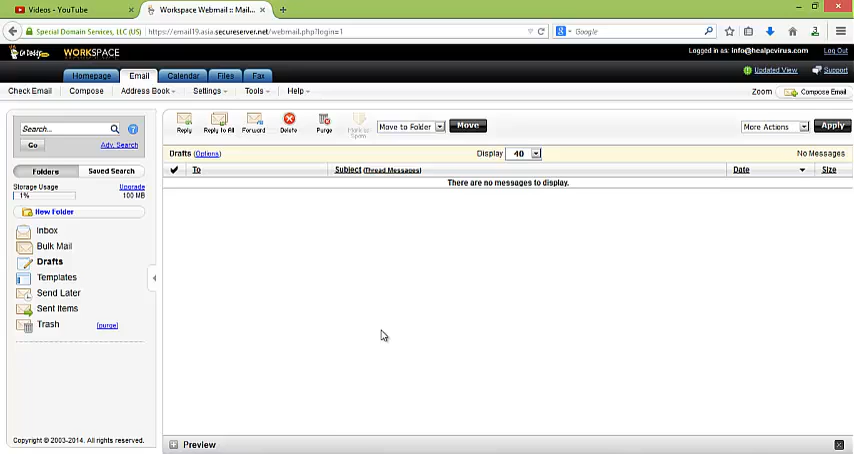 Videos - YouTube
Workspace Webmail :: Mail...
Special Domain Services, LLC (US)
https://email19.asia.secureserver.net/webmail.php?login=1
Google
Go Daddy
WORKSPACE
Logged in as: info@healpcvirus.com
Log Out
Homepage
Email
Calendar
Files
Fax
Updated View
Support
Check Email
Compose
Address Book
Settings
Tools
Help
Zoom
Compose Email
Search...
Go
Adv. Search
Folders
Saved Search
Storage Usage
Upgrade
1%
100 MB
New Folder
Inbox
Bulk Mail
Drafts
Templates
Send Later
Sent Items
Trash
[purge]
Copyright © 2003-2014. All rights reserved.
Reply
Reply to All
Forward
Delete
Purge
Mark as
Spam
Move to Folder
Move
More Actions
Apply
Drafts (Options)
Display
40
No Messages
To
Subject (Thread Messages)
Date
Size
There are no messages to display.
Preview